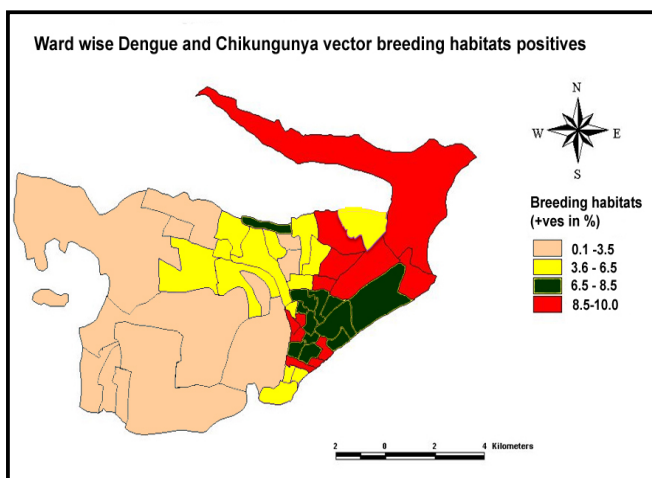 Ward wise Dengue and Chikungunya vector breeding habitats positives
N
W E
S
Breeding habitats
(+ves in %)
0.1 -3.5
3.6 - 6.5
6.5 - 8.5
8.5-10.0
2 0 2 4 Kilometers